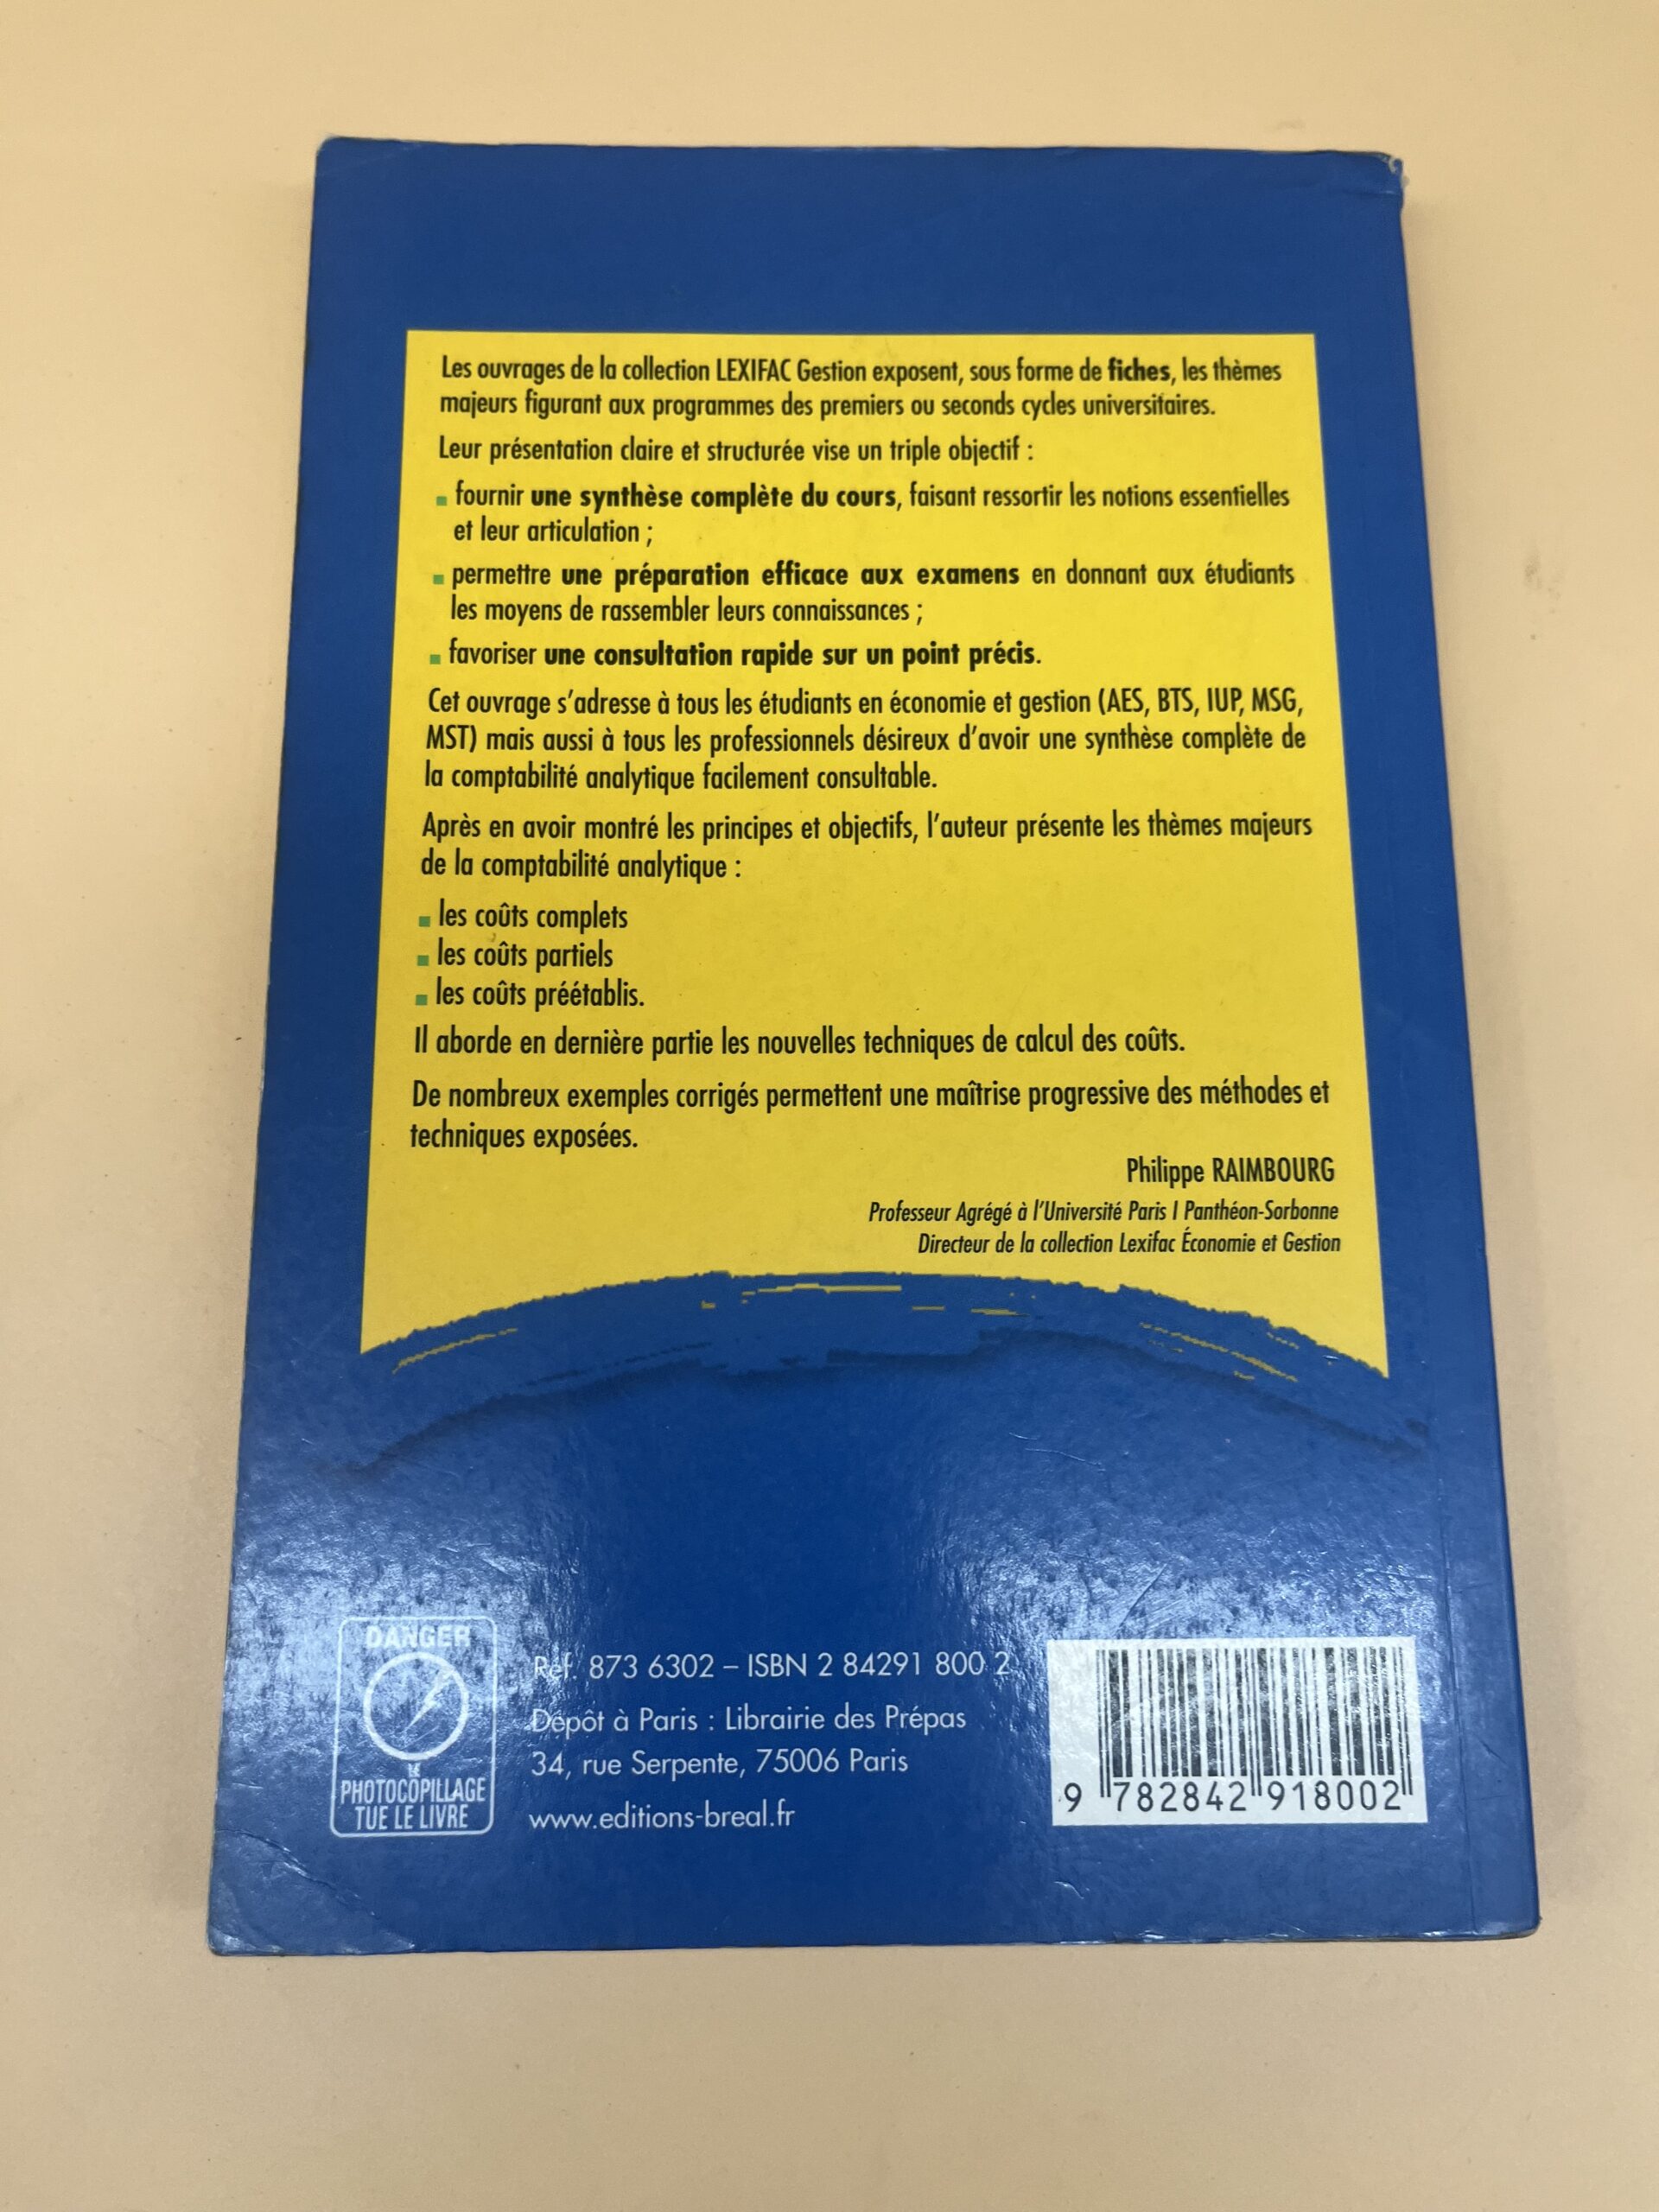 Les ouvrages de la collection LEXIFAC Gestion exposent, sous forme de fiches, les thèmes
majeurs figurant aux programmes des premiers ou seconds cycles universitaires.
Leur présentation claire et structurée vise un triple objectif :
fournir une synthèse complète du cours, faisant ressortir les notions essentielles
et leur articulation ;
permettre une préparation efficace aux examens en donnant aux étudiants
les moyens de rassembler leurs connaissances ;
favoriser une consultation rapide sur un point précis.
Cet ouvrage s'adresse à tous les étudiants en économie et gestion (AES, BTS, IUP, MSG,
MST) mais aussi à tous les professionnels désireux d'avoir une synthèse complète de
la comptabilité analytique facilement consultable.
Après en avoir montré les principes et objectifs, l'auteur présente les thèmes majeurs
de la comptabilité analytique :
les coûts complets
les coûts partiels
les coûts préétablis.
Il aborde en dernière partie les nouvelles techniques de calcul des coûts.
De nombreux exemples corrigés permettent une maîtrise progressive des méthodes et
techniques exposées.
Philippe RAIMBOURG
Professeur Agrégé à l'Université Paris I Panthéon-Sorbonne
Directeur de la collection Lexifac Économie et Gestion
DANGER
LE
PHOTOCOPILLAGE
TUE LE LIVRE
Réf. 873 6302 – ISBN 2 84291 800 2
Dépôt à Paris : Librairie des Prépas
34, rue Serpente, 75006 Paris
www.editions-breal.fr
9 782842 918002